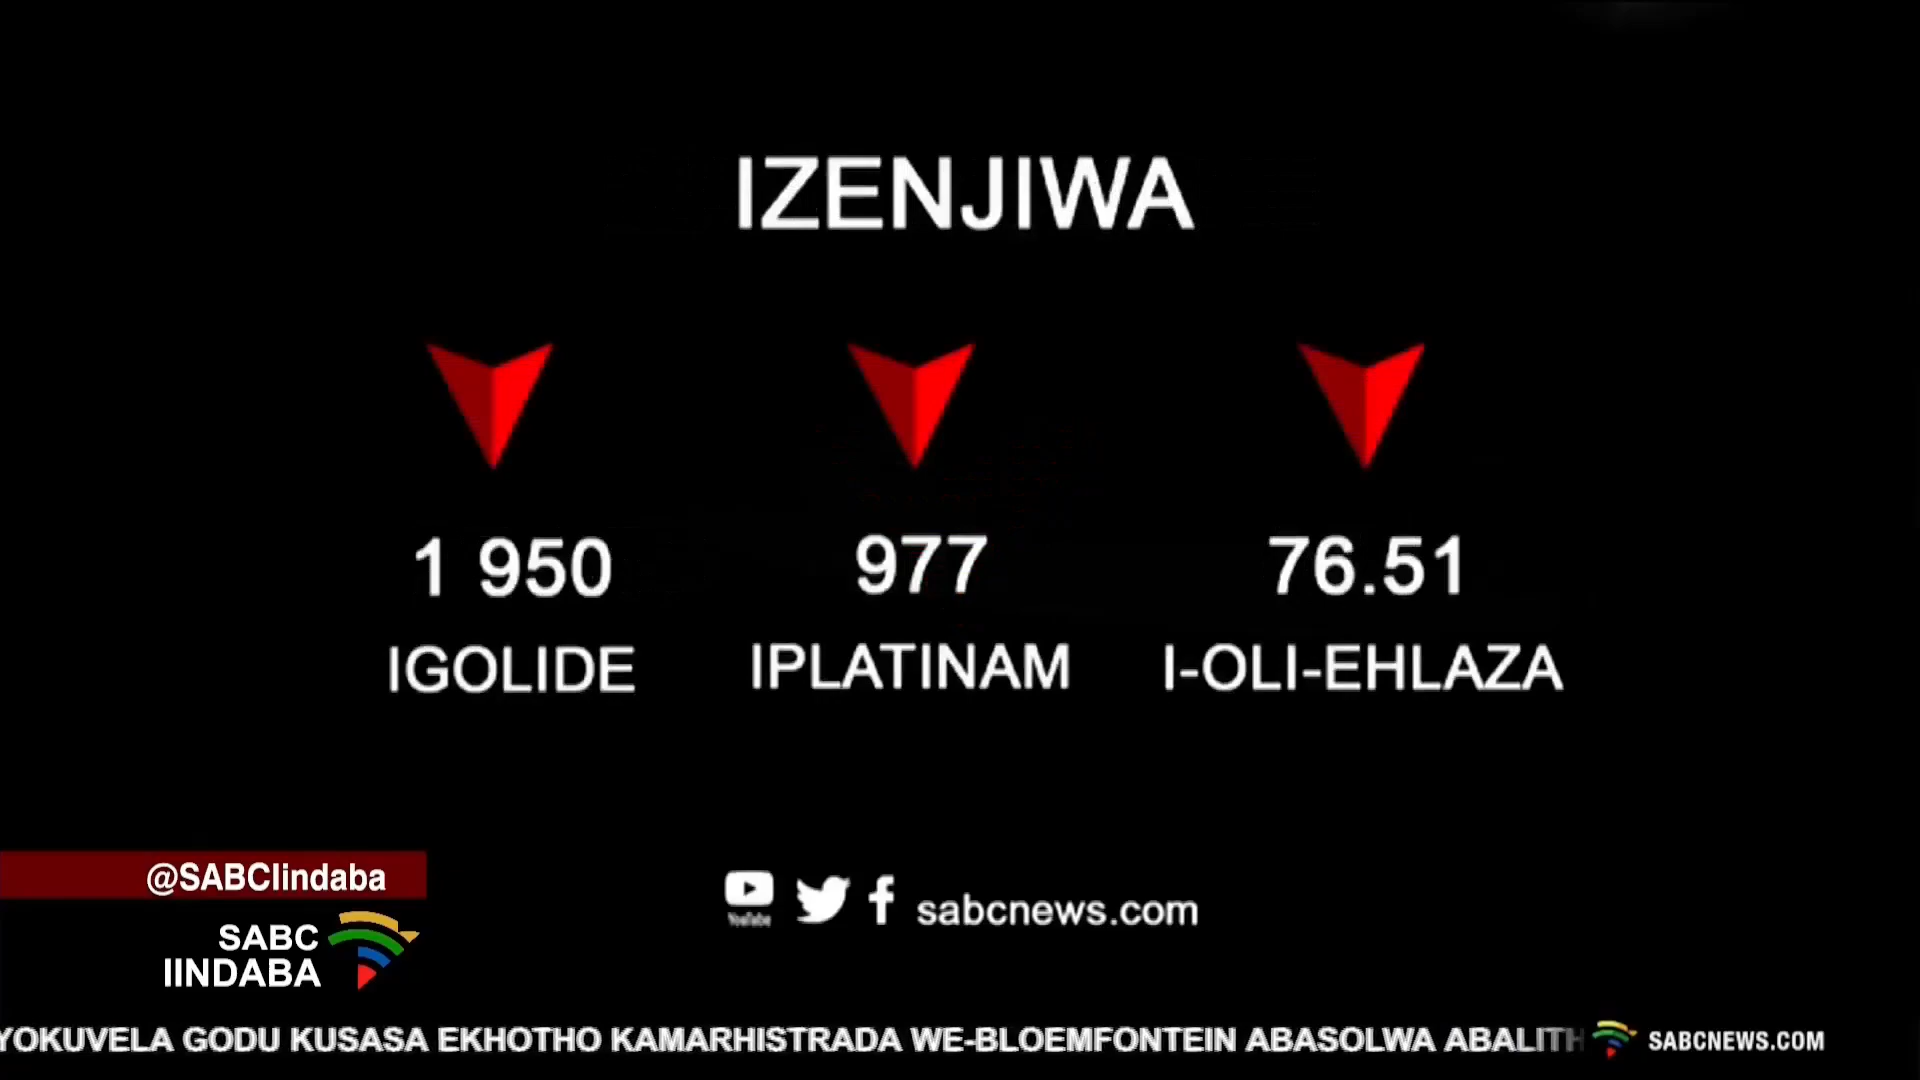 IZENJIWA
1 950
977
76.51
IGOLIDE
IPLATINAM
I-OLI-EHLAZA
@SABCIindaba
YouTube
sabcnews.com
SABC
IINDABA
YOKUVELA GODU KUSASA EKHOTHO KAMARHISTRADA WE-BLOEMFONTEIN ABASOLWA ABALITH
SABCNEWS.COM